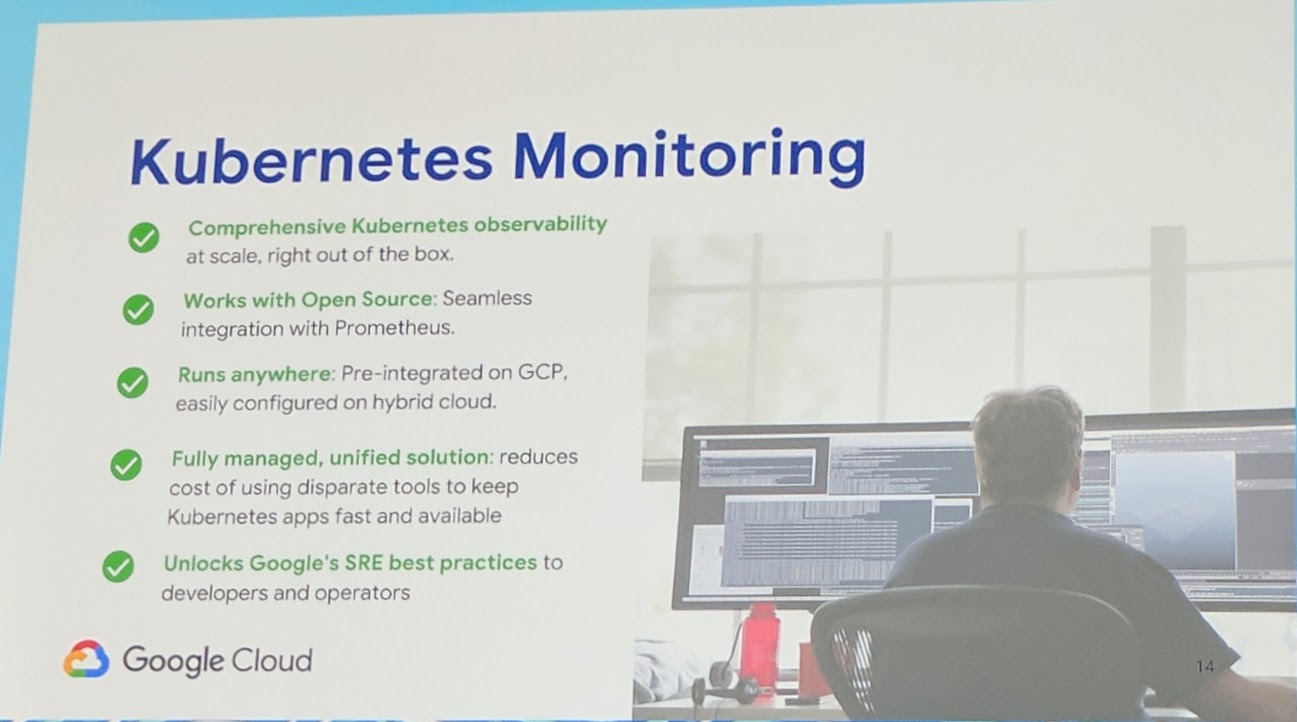 Kubernetes Monitoring
Comprehensive Kubernetes observability
at scale, right out of the box.
Works with Open Source: Seamless
integration with Prometheus.
Runs anywhere: Pre-integrated on GCP,
easily configured on hybrid cloud.
Fully managed, unified solution: reduces
cost of using disparate tools to keep
Kubernetes apps fast and available
Unlocks Google's SRE best practices to
developers and operators
Google Cloud
14